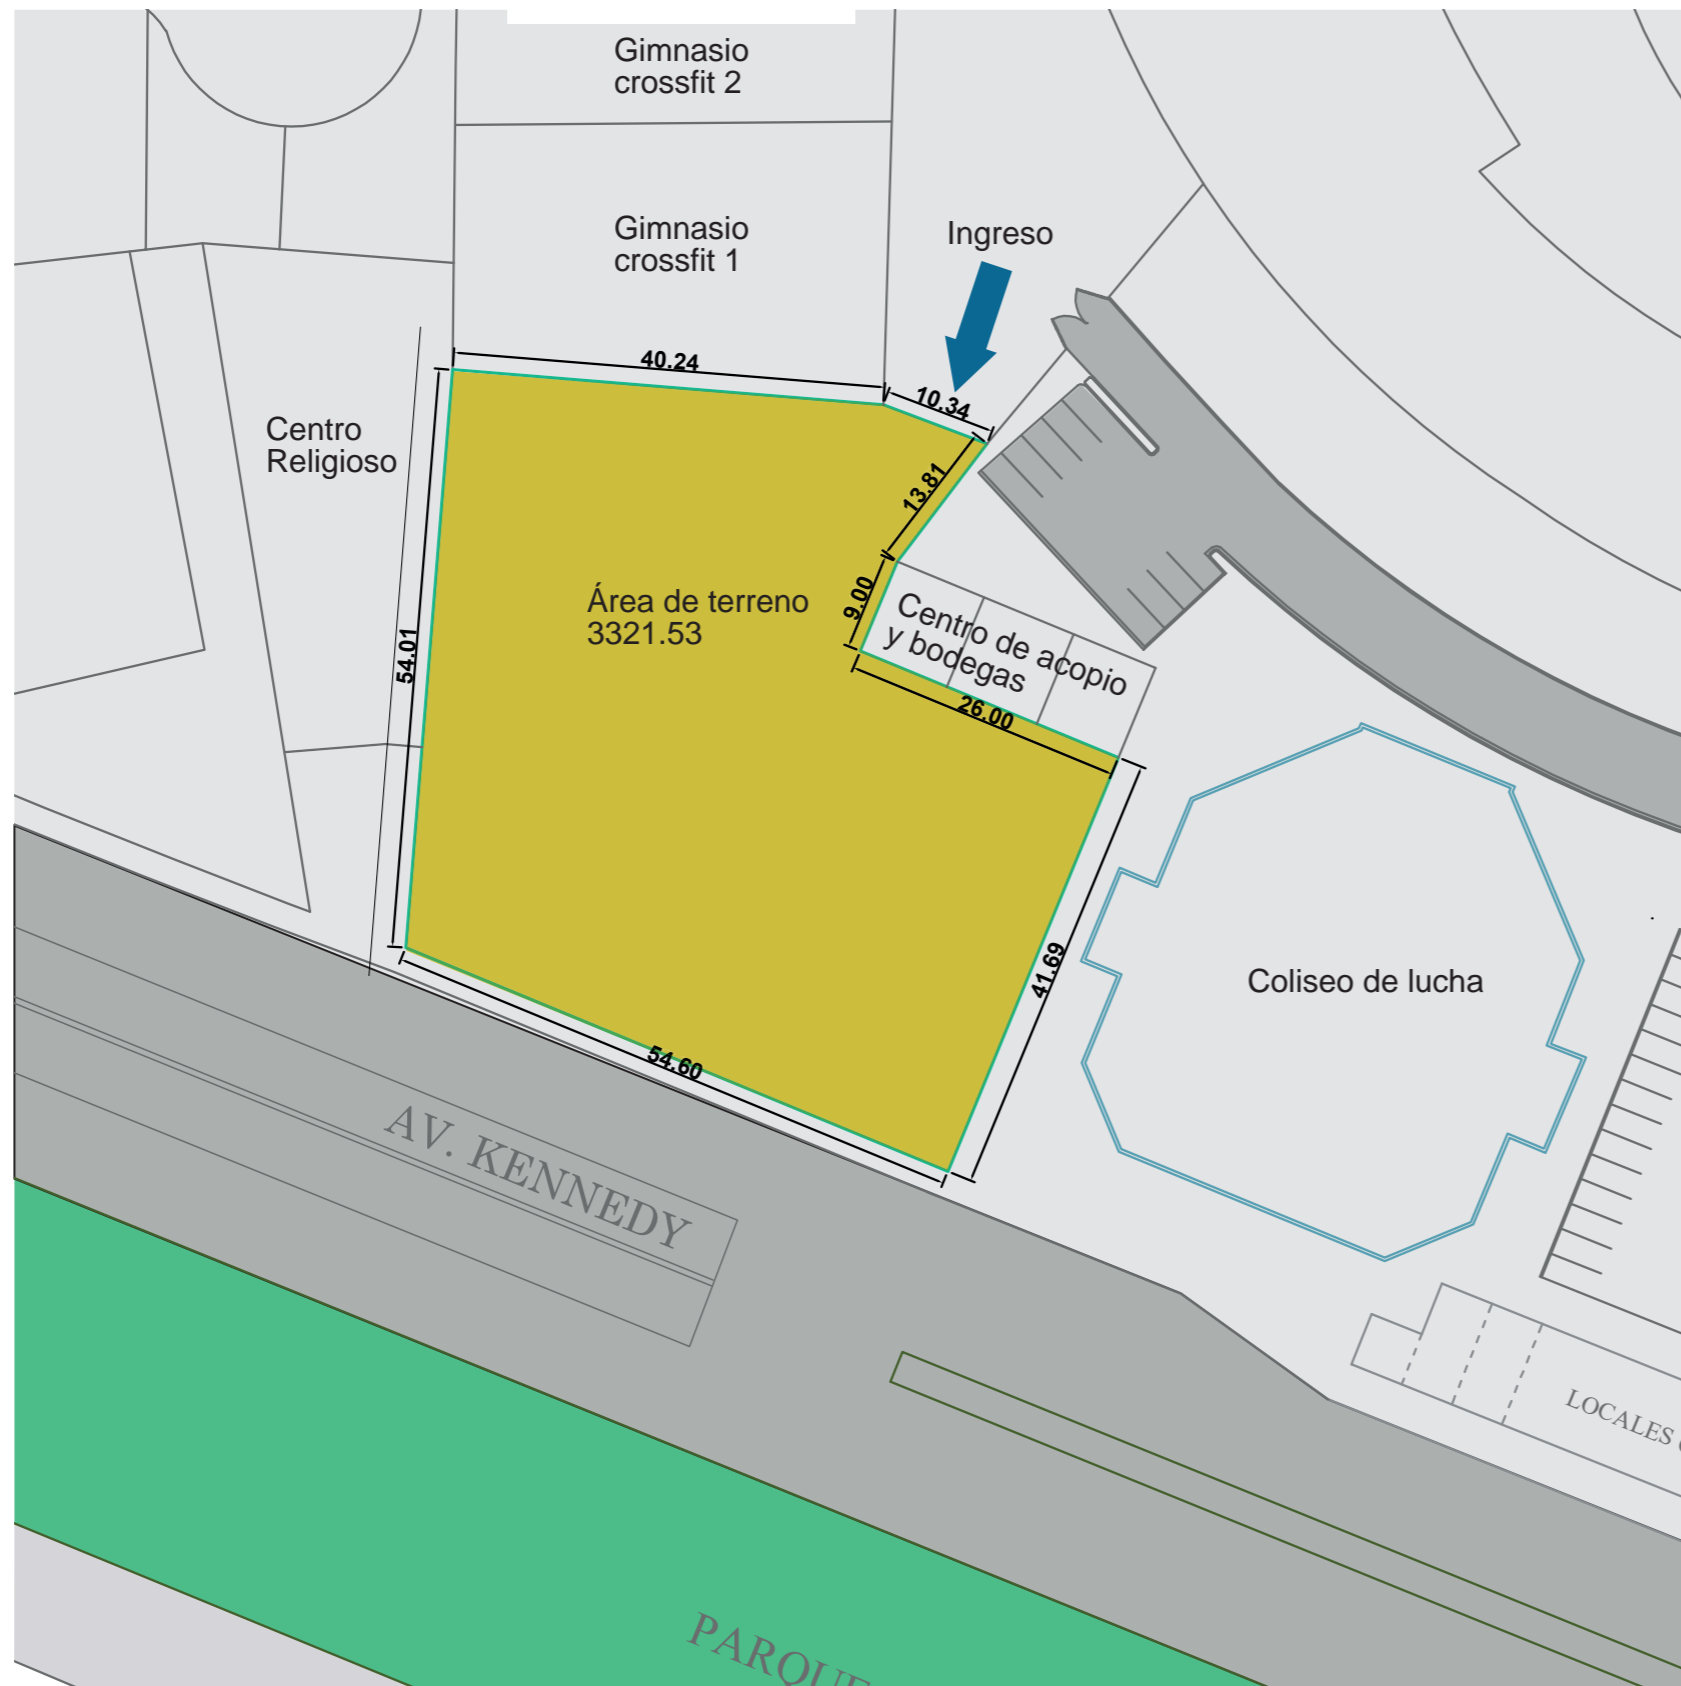 Gimnasio
crossfit 2
Gimnasio
crossfit 1
Ingreso
40.24
10.34
Centro
Religioso
13.81
Área de terreno
3321.53
9.00
Centro de acopio
y bodegas
54.01
26.00
41.69
Coliseo de lucha
54.60
AV. KENNEDY
LOCALES
PARQUE